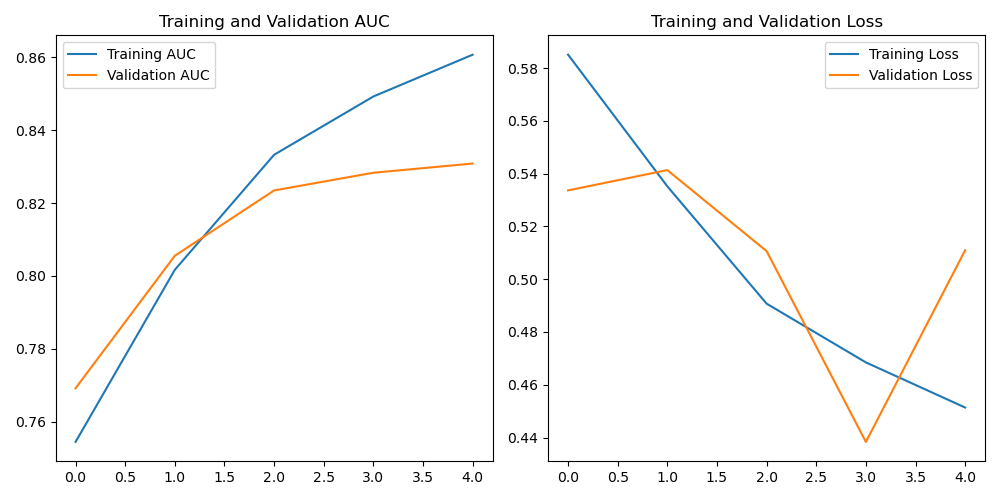 Training and Validation AUC
Training AUC
Validation AUC
0.86
0.84
0.82
0.80
0.78
0.76
0.0 0.5 1.0 1.5 2.0 2.5 3.0 3.5 4.0
Training and Validation Loss
Training Loss
Validation Loss
0.58
0.56
0.54
0.52
0.50
0.48
0.46
0.44
0.0 0.5 1.0 1.5 2.0 2.5 3.0 3.5 4.0